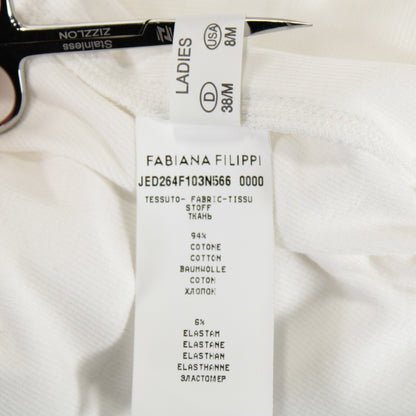 Stainless
ZIZZLON
LADIES
USA 8/M
D 38/M
FABIANA FILIPPI
JED264F103N566 0000
TESSUTO- FABRIC-TISSU
STOFF
ТКАНЬ
94%
COTONE
COTTON
BAUMWOLLE
COTON
ХЛОПОК
6%
ELASTAM
ELASTANE
ELASTHAN
ELASTHANNE
ЭЛАСТОМЕР